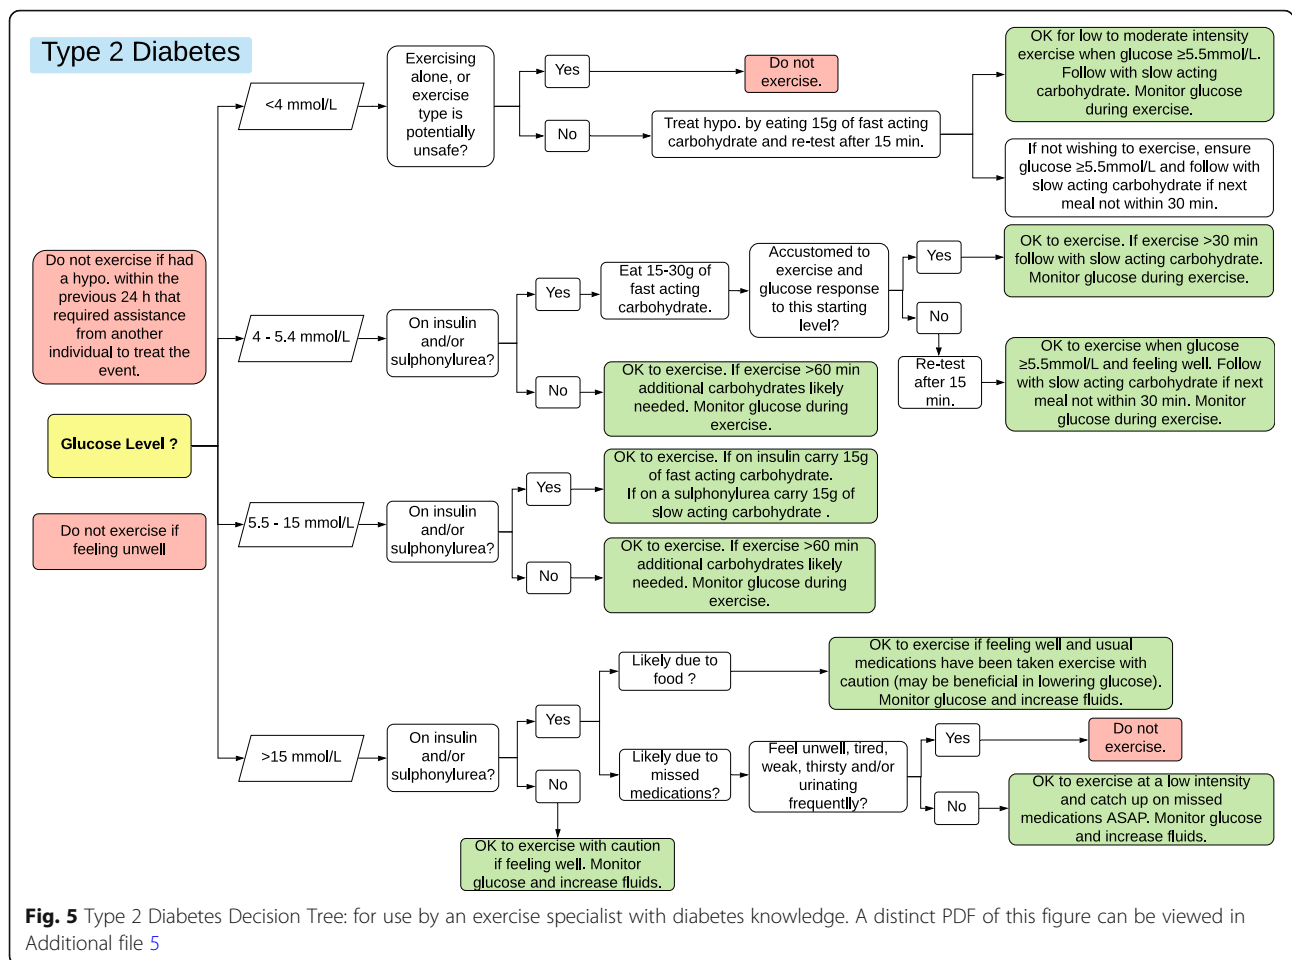 Type 2 Diabetes
<4 mmol/L
Exercising
alone, or
exercise
type is
potentially
unsafe?
Yes
Do not
exercise.
No
Treat hypo. by eating 15g of fast acting
carbohydrate and re-test after 15 min.
OK for low to moderate intensity
exercise when glucose ≥5.5mmol/L.
Follow with slow acting
carbohydrate. Monitor glucose
during exercise.
If not wishing to exercise, ensure
glucose ≥5.5mmol/L and follow with
slow acting carbohydrate if next
meal not within 30 min.
Do not exercise if had
a hypo. within the
previous 24 h that
required assistance
from another
individual to treat the
event.
4 - 5.4 mmol/L
On insulin
and/or
sulphonylurea?
Yes
Eat 15-30g of
fast acting
carbohydrate.
Accustomed to
exercise and
glucose response
to this starting
level?
Yes
OK to exercise. If exercise >30 min
follow with slow acting carbohydrate.
Monitor glucose during exercise.
No
Re-test
after 15
min.
OK to exercise when glucose
≥5.5mmol/L and feeling well. Follow
with slow acting carbohydrate if next
meal not within 30 min. Monitor
glucose during exercise.
No
OK to exercise. If exercise >60 min
additional carbohydrates likely
needed. Monitor glucose during
exercise.
Glucose Level ?
Do not exercise if
feeling unwell
5.5 - 15 mmol/L
On insulin
and/or
sulphonylurea?
Yes
OK to exercise. If on insulin carry 15g
of fast acting carbohydrate.
If on a sulphonylurea carry 15g of
slow acting carbohydrate .
No
OK to exercise. If exercise >60 min
additional carbohydrates likely
needed. Monitor glucose during
exercise.
>15 mmol/L
On insulin
and/or
sulphonylurea?
Yes
Likely due to
food ?
OK to exercise if feeling well and usual
medications have been taken exercise with
caution (may be beneficial in lowering glucose).
Monitor glucose and increase fluids.
Likely due to
missed
medications?
Feel unwell, tired,
weak, thirsty and/or
urinating
frequentlly?
Yes
Do not
exercise.
No
OK to exercise at a low intensity
and catch up on missed
medications ASAP. Monitor glucose
and increase fluids.
No
OK to exercise with caution
if feeling well. Monitor
glucose and increase fluids.
Fig. 5 Type 2 Diabetes Decision Tree: for use by an exercise specialist with diabetes knowledge. A distinct PDF of this figure can be viewed in
Additional file 5